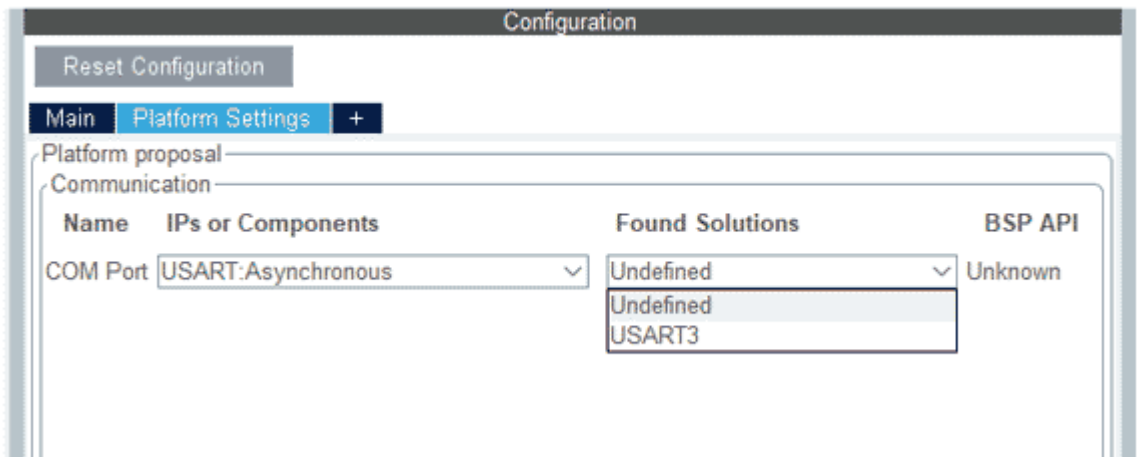 Configuration
Reset Configuration
Main Platform Settings +
Platform proposal
Communication
Name IPs or Components Found Solutions BSP API
COM Port USART:Asynchronous Undefined Unknown
Undefined
USART3